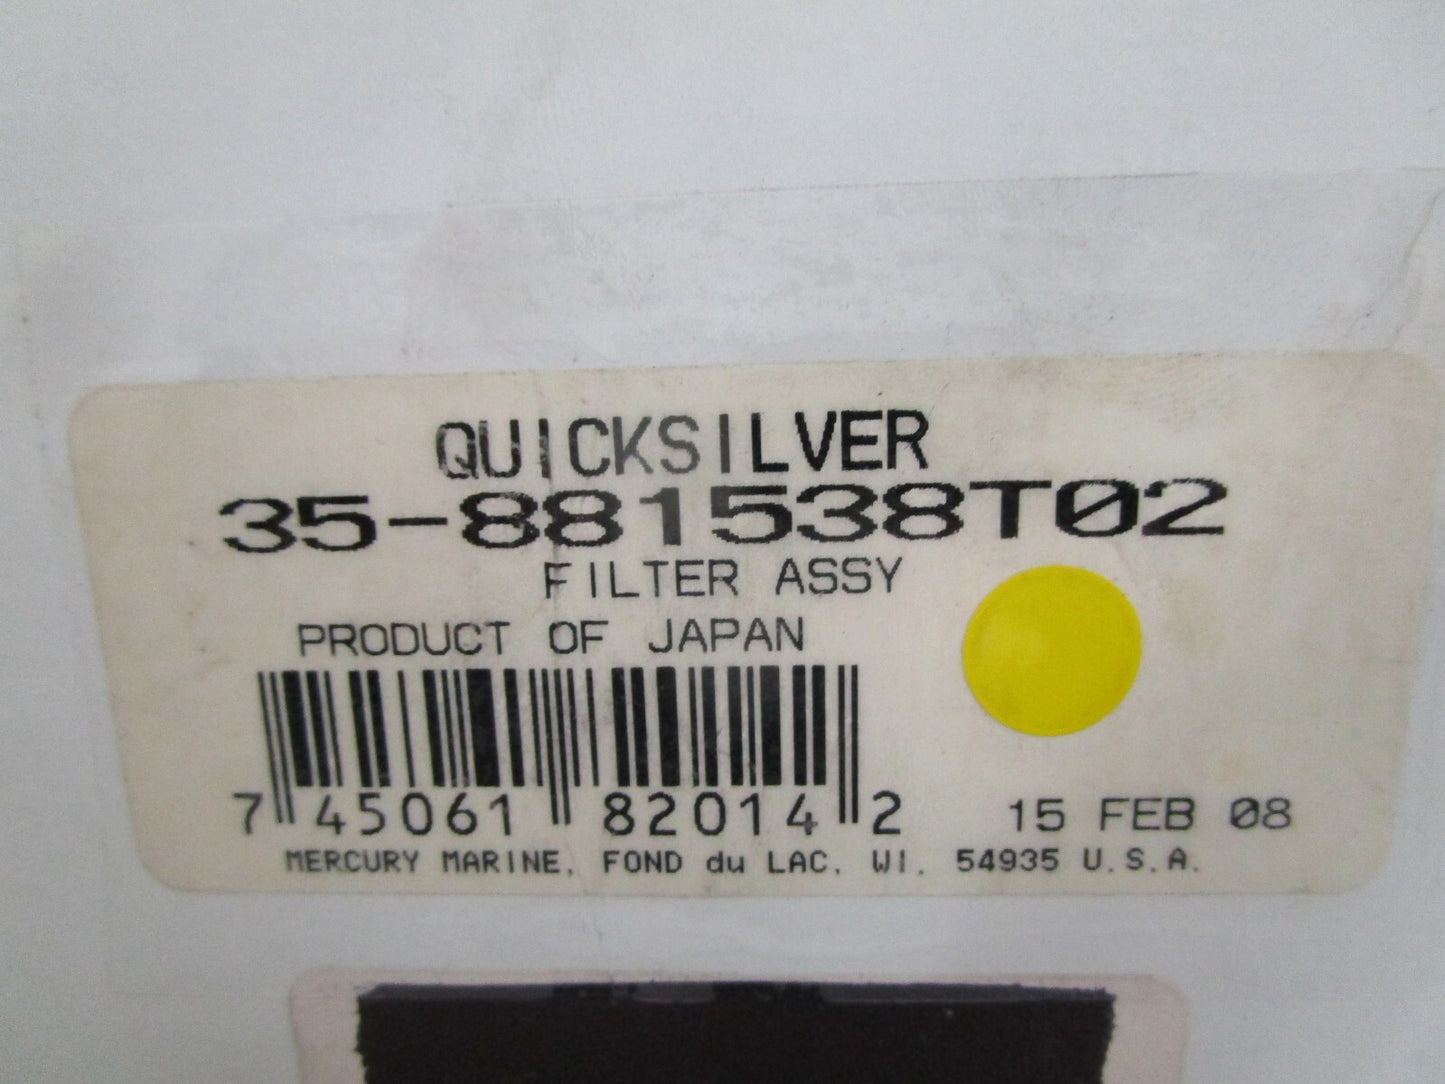 QUICKSILVER
35-881538T02
FILTER ASSY
PRODUCT OF JAPAN
7 45061 82014 2
15 FEB 08
MERCURY MARINE, FOND du LAC, WI. 54935 U.S.A.